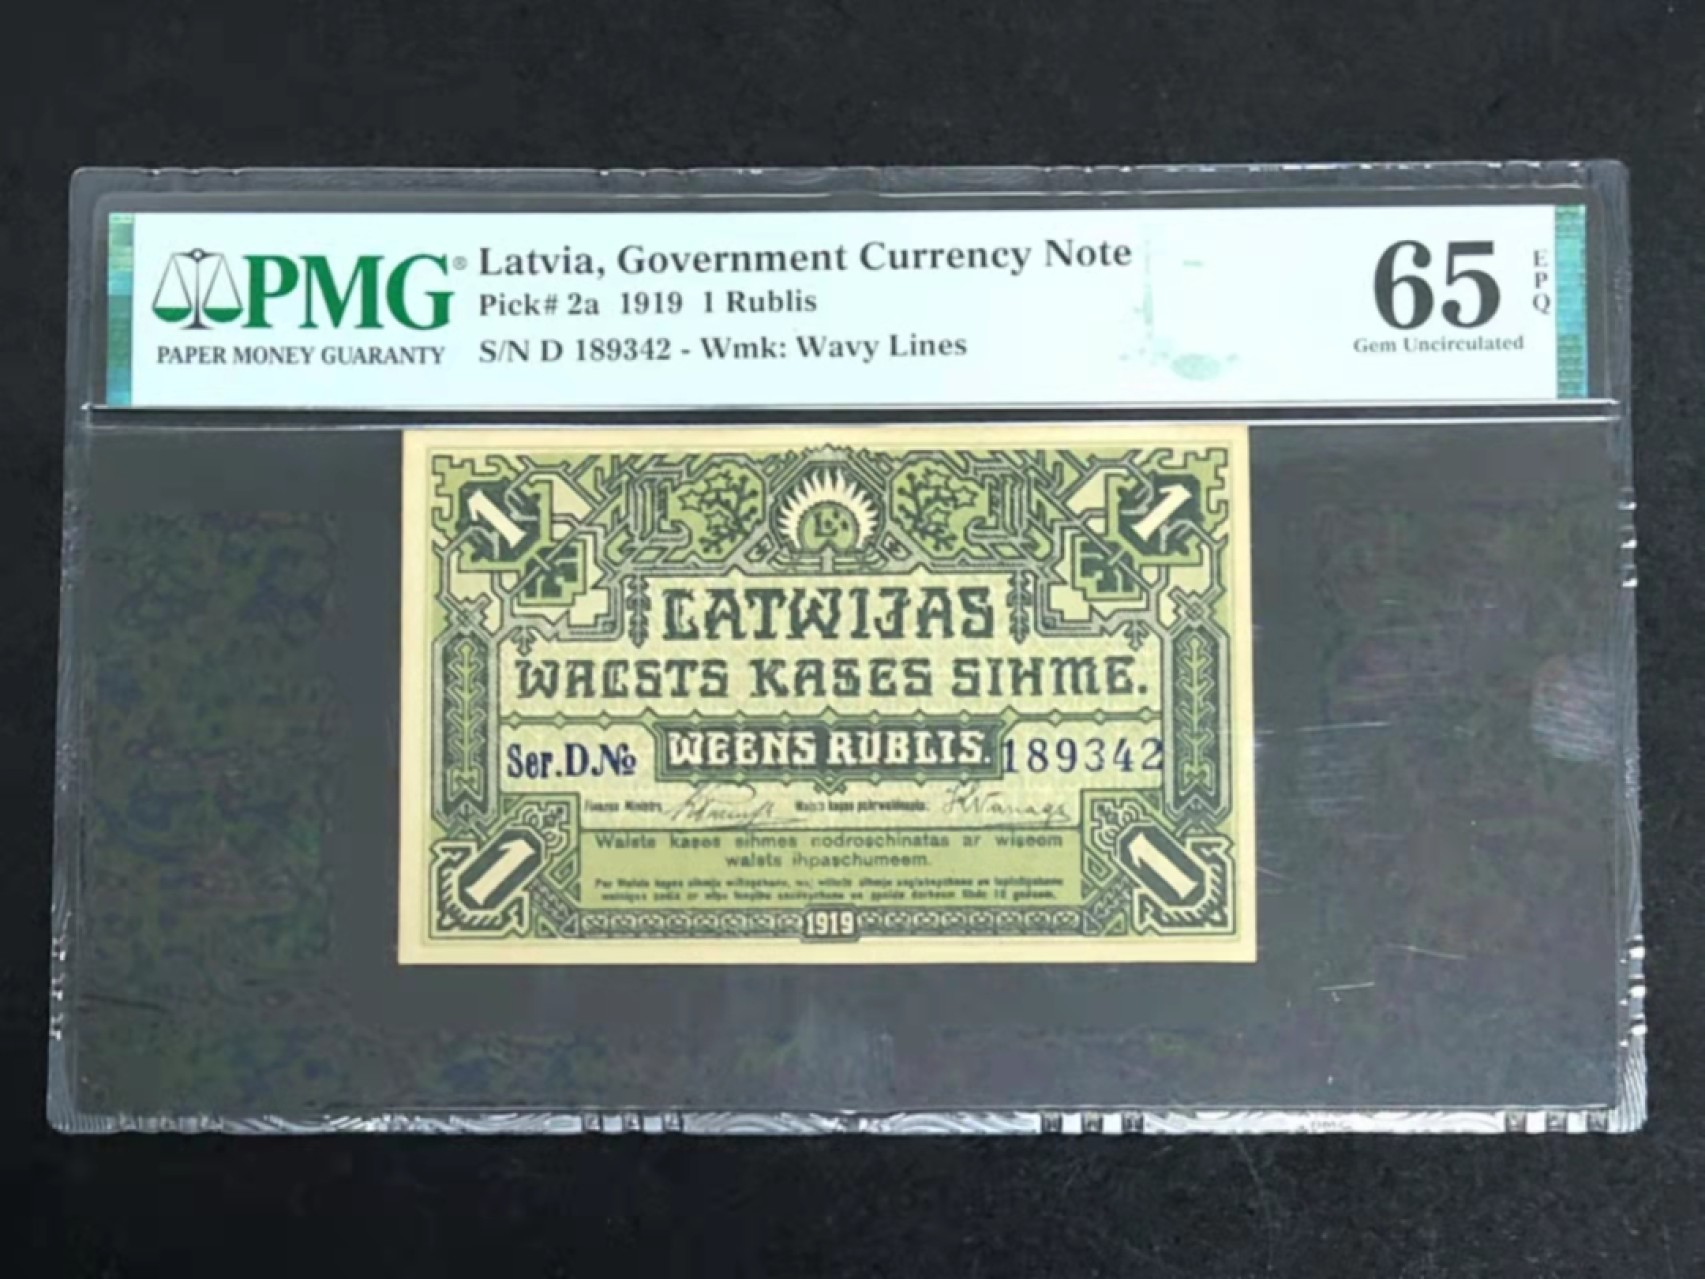 PMG®
PAPER MONEY GUARANTY
Latvia, Government Currency Note
Pick# 2a 1919 1 Rublis
S/N D 189342 - Wmk: Wavy Lines
65
EPQ
Gem Uncirculated
1
1
LATWIJAS
WALSTS KASES SIHME.
Ser.D.№ WEENS RUBLIS. 189342
Finanzu Ministrs
Walsts kases sihmes nodroschinatas ar wiseem
walsts ihpaschumeem.
1
1
1919